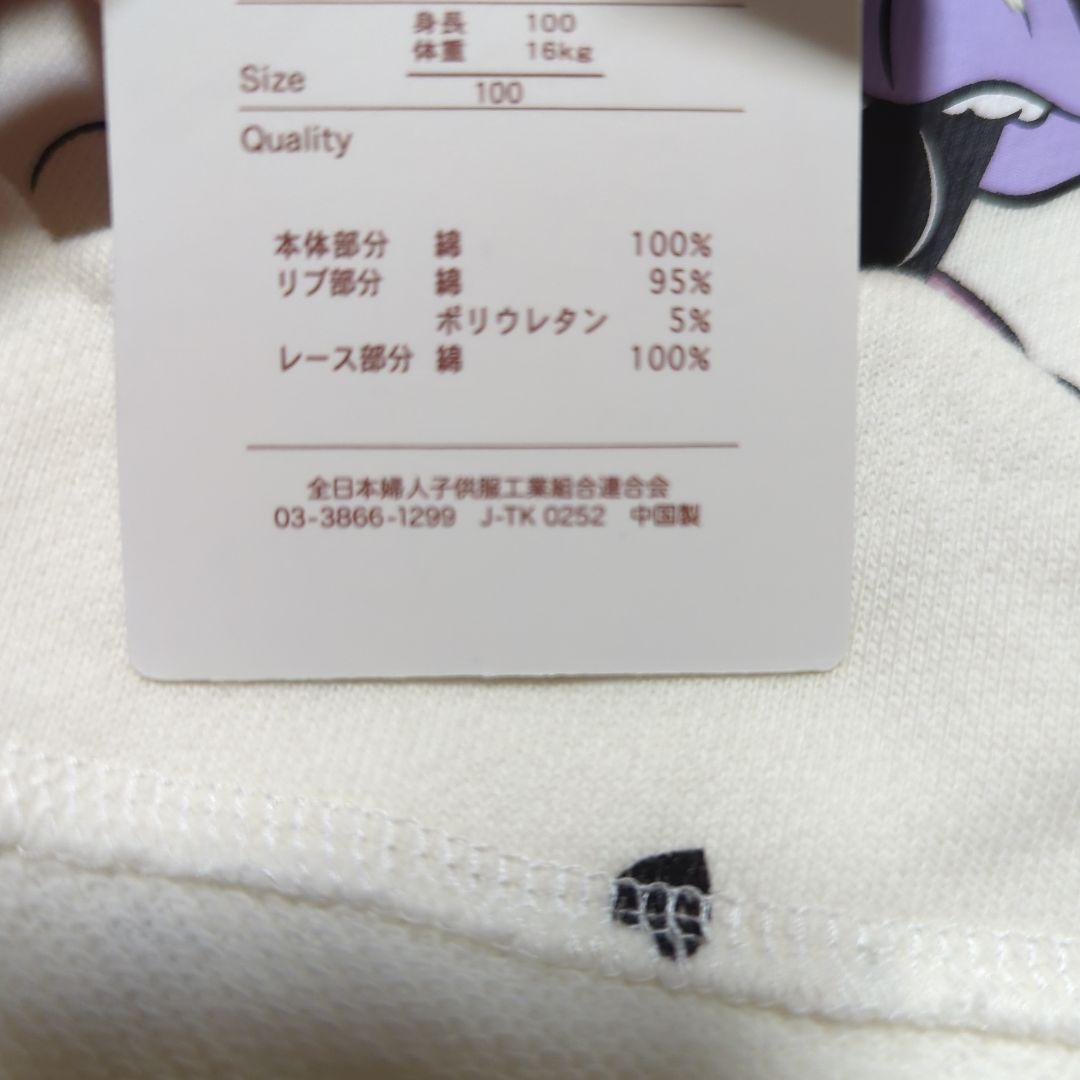 身長 100
体重 16kg
Size 100
Quality
本体部分 綿 100%
リブ部分 綿 95%
ポリウレタン 5%
レース部分 綿 100%
全日本婦人子供服工業組合連合会
03-3866-1299 J-TK 0252 中国製